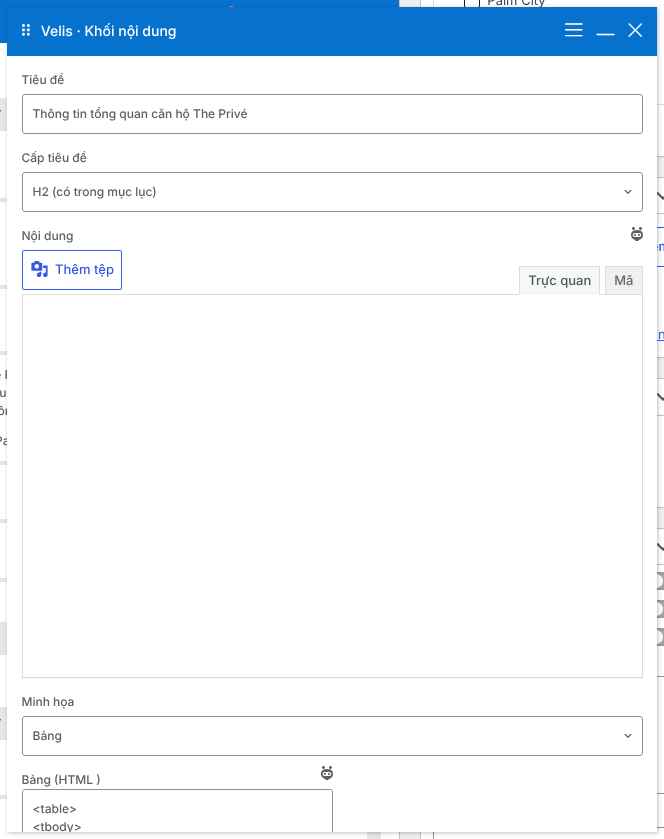 Palm City
Velis · Khối nội dung
Tiêu đề
Thông tin tổng quan căn hộ The Privé
Cấp tiêu đề
H2 (có trong mục lục)
Nội dung
Thêm tệp
Trực quan
Mã
Minh họa
Bảng
Bảng (HTML )
<table>
<tbody>